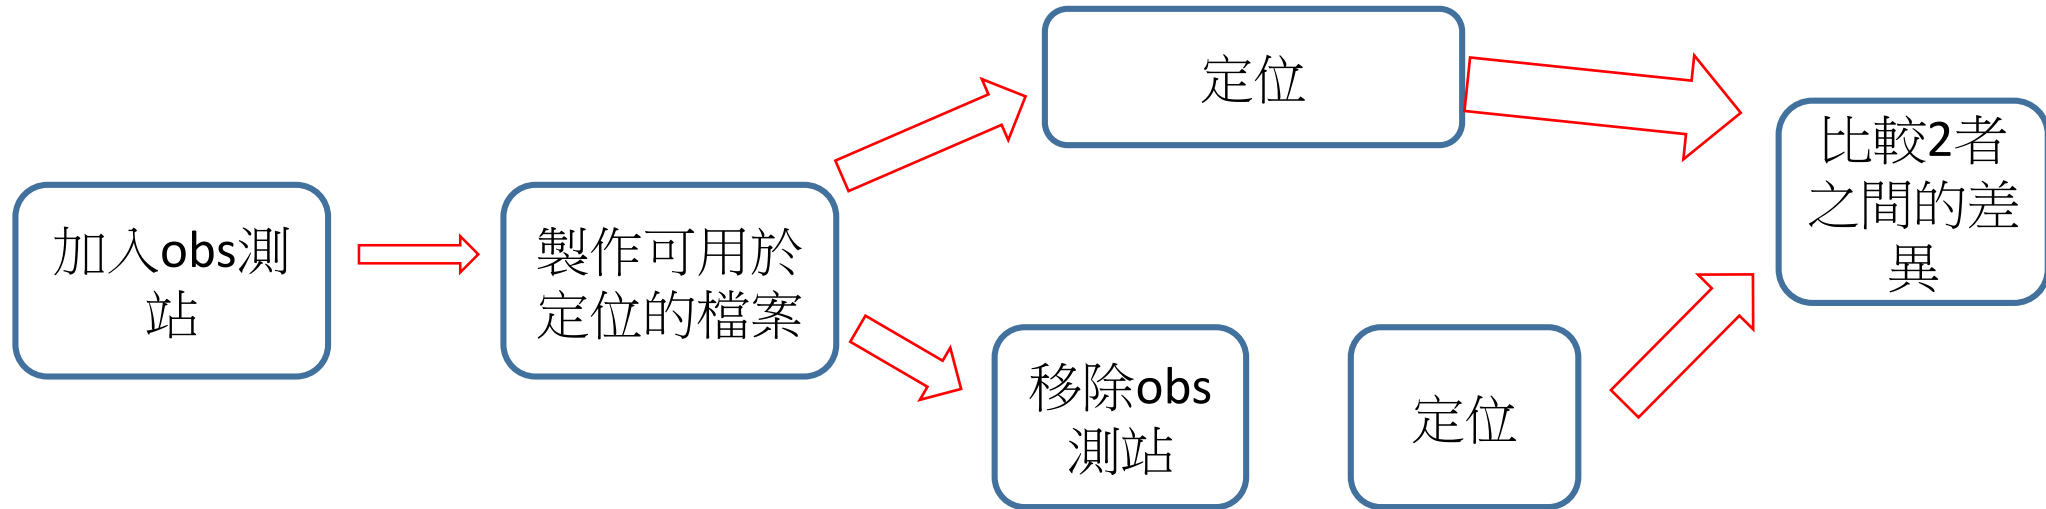 加入obs測
站
製作可用於
定位的檔案
定位
移除obs
測站
定位
比較2者
之間的差
異